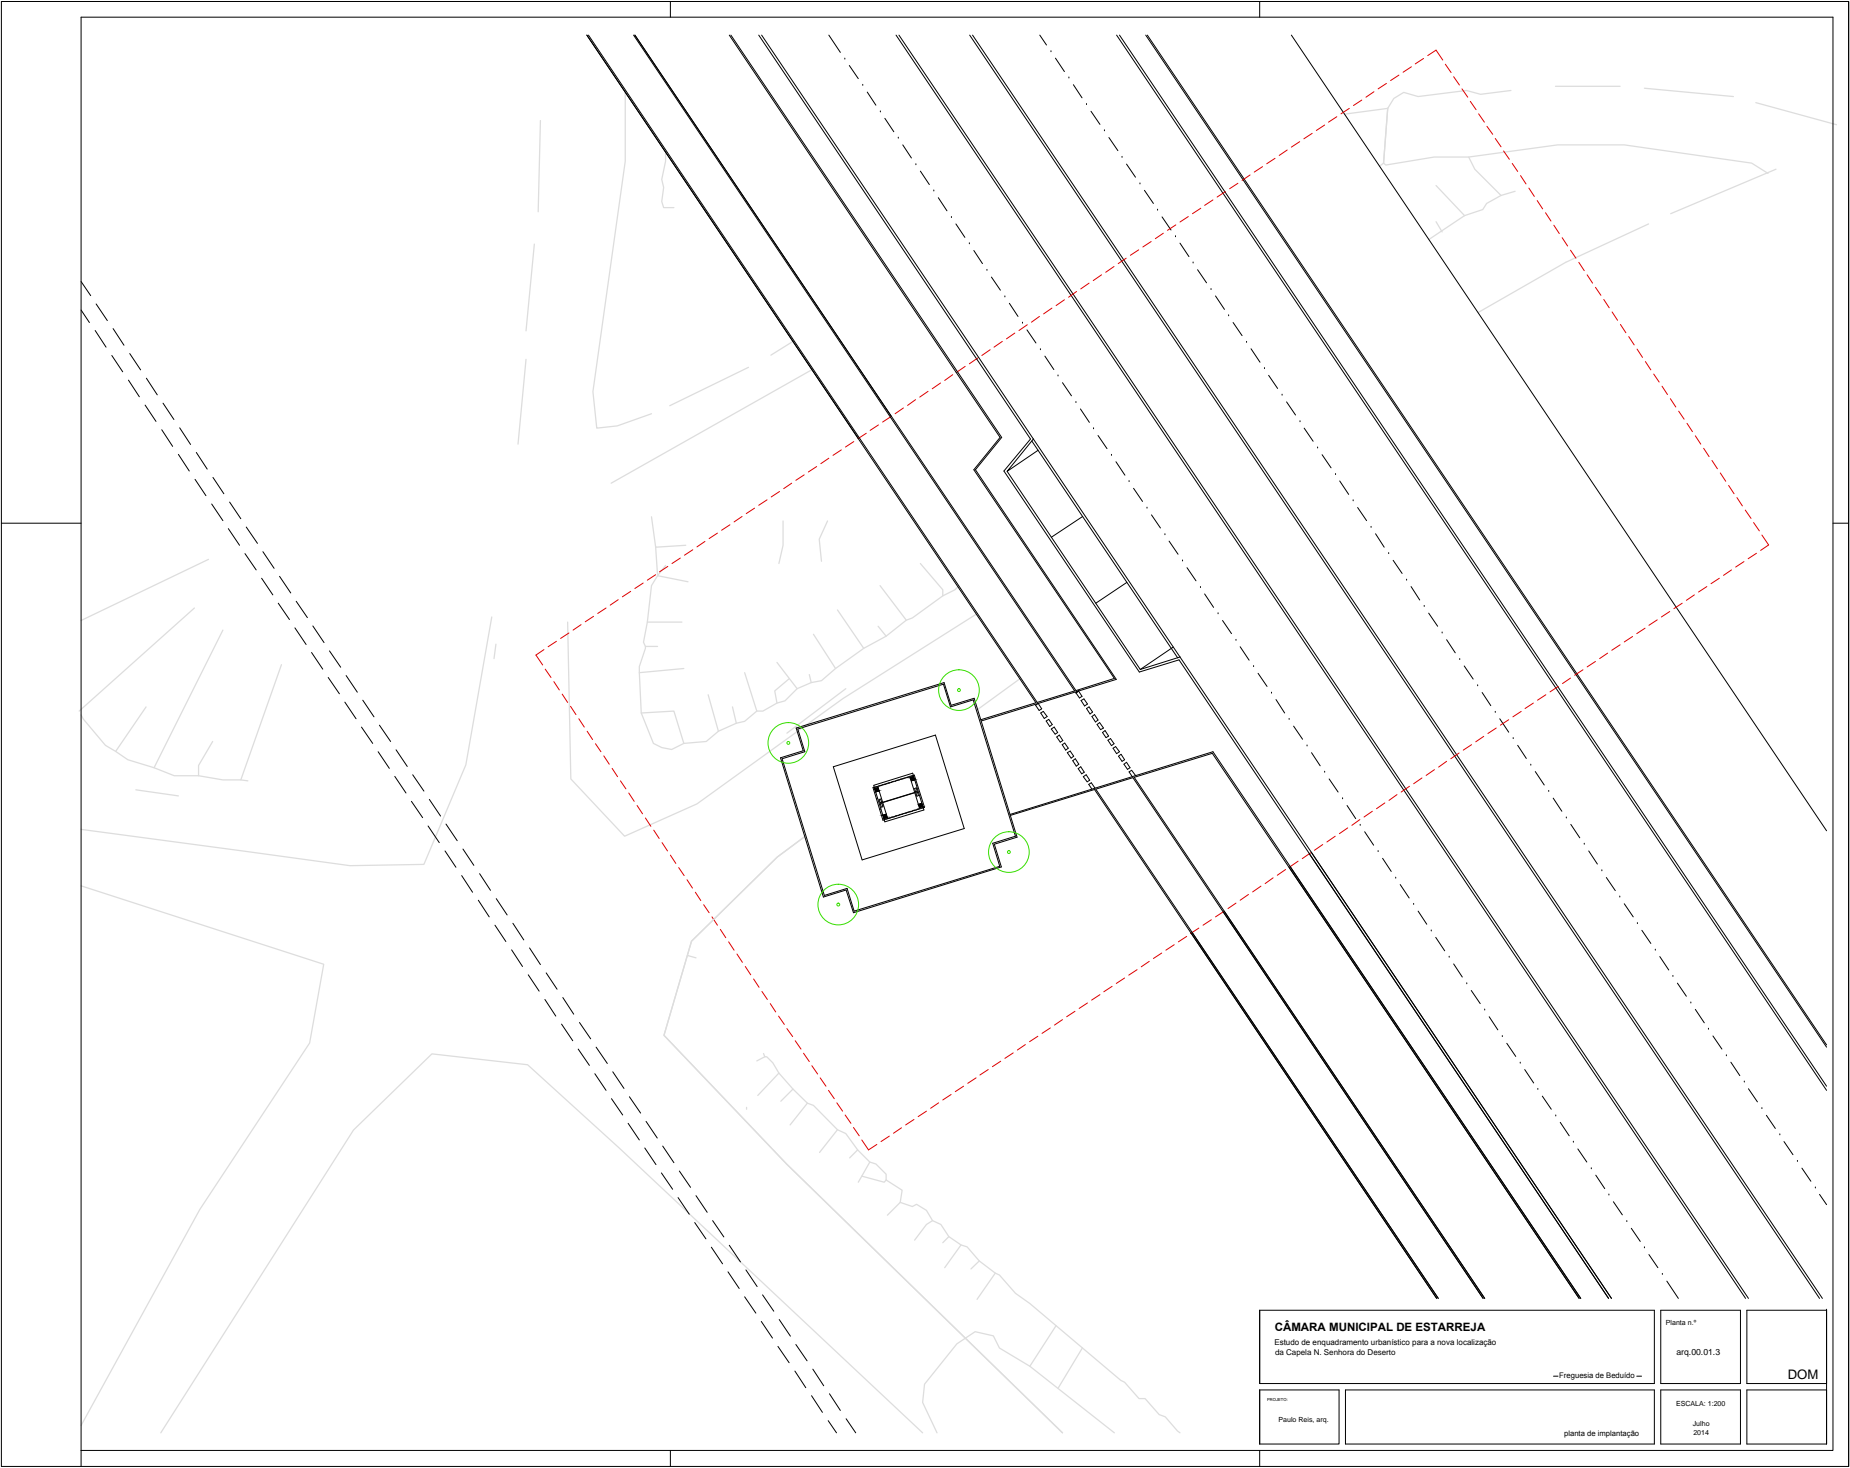 CÂMARA MUNICIPAL DE ESTARREJA
Estudo de enquadramento urbanístico para a nova localização
da Capela N. Senhora do Deserto
–Freguesia de Beduído –
Planta n.º
arq.00.01.3
DOM
PROJETO:
Paulo Reis, arq.
planta de implantação
ESCALA: 1:200
Julho
2014